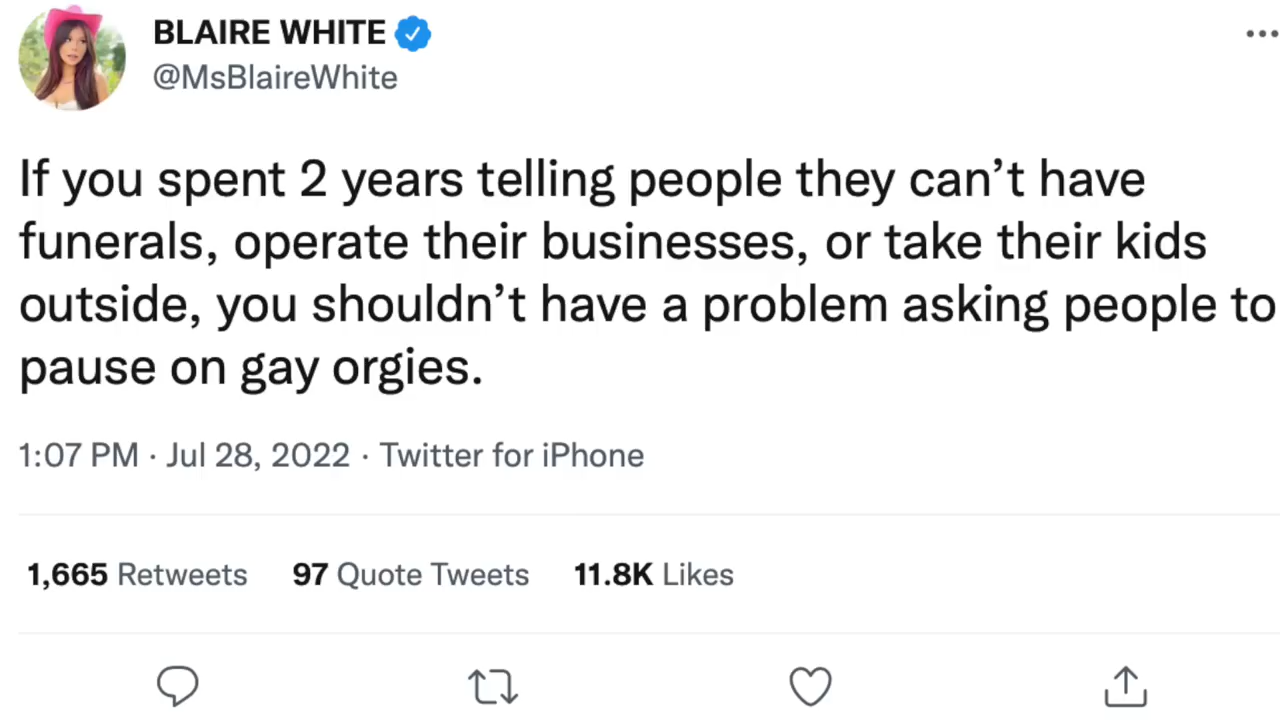 BLAIRE WHITE
@MsBlaireWhite
If you spent 2 years telling people they can’t have
funerals, operate their businesses, or take their kids
outside, you shouldn’t have a problem asking people to
pause on gay orgies.
1:07 PM · Jul 28, 2022 · Twitter for iPhone
1,665 Retweets 97 Quote Tweets 11.8K Likes